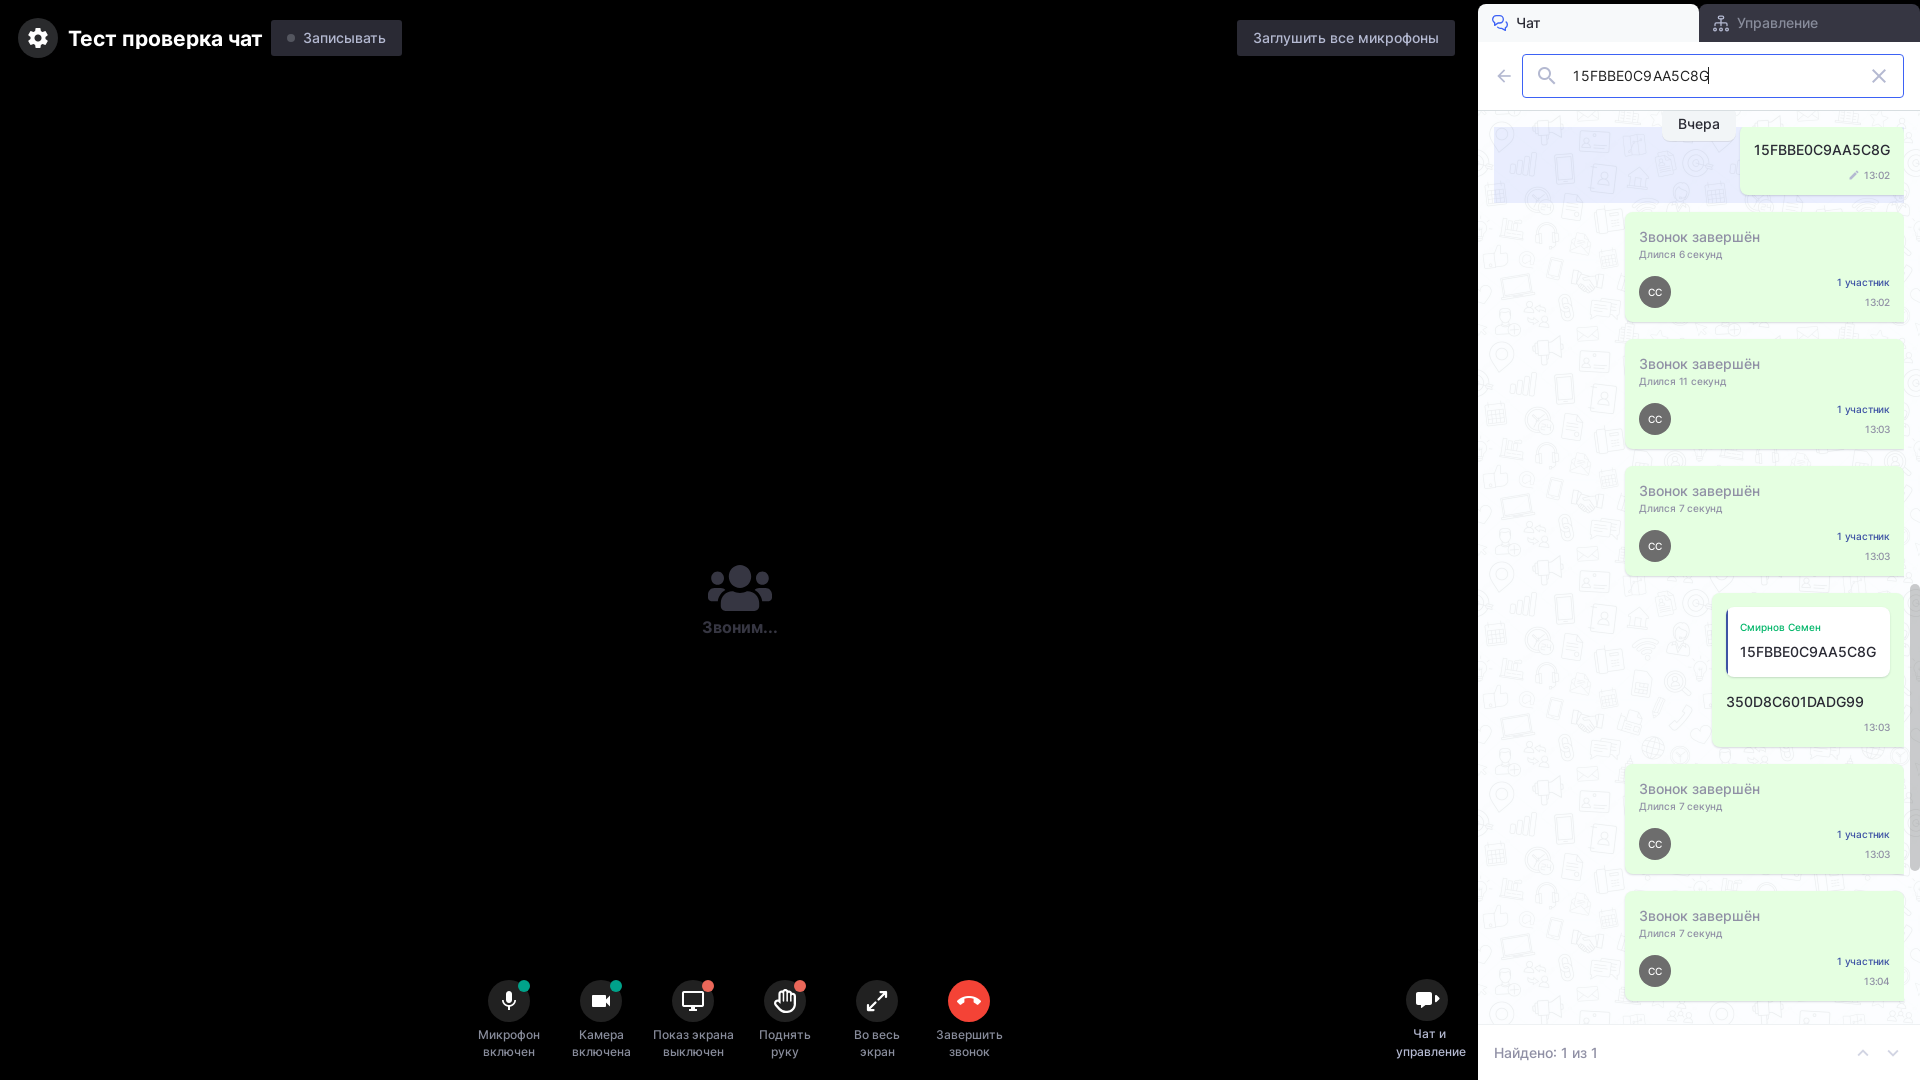 Тест проверка чат
Записывать
Заглушить все микрофоны
Чат
Управление
15FBBE0C9AA5C8G
Вчера
15FBBE0C9AA5C8G
13:02
Звонок завершён
Длился 6 секунд
СС
1 участник
13:02
Звонок завершён
Длился 11 секунд
СС
1 участник
13:03
Звонок завершён
Длился 7 секунд
СС
1 участник
13:03
Смирнов Семен
15FBBE0C9AA5C8G
350D8C601DADG99
13:03
Звонок завершён
Длился 7 секунд
СС
1 участник
13:03
Звонок завершён
Длился 7 секунд
СС
1 участник
13:04
Найдено: 1 из 1
Звоним...
Микрофон
включен
Камера
включена
Показ экрана
выключен
Поднять
руку
Во весь
экран
Завершить
звонок
Чат и
управление